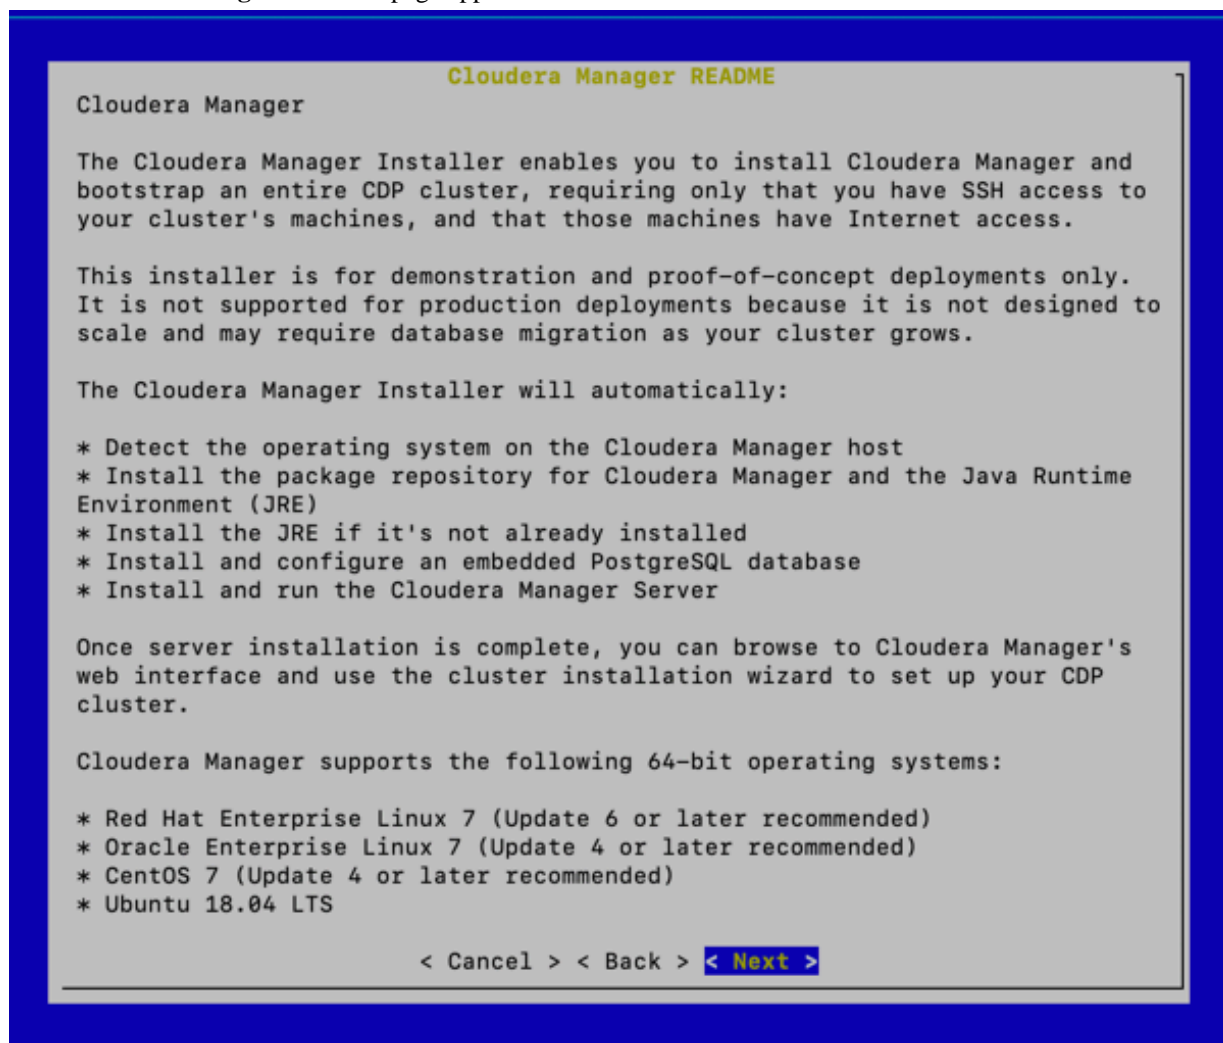 Cloudera Manager README
Cloudera Manager
The Cloudera Manager Installer enables you to install Cloudera Manager and
bootstrap an entire CDP cluster, requiring only that you have SSH access to
your cluster's machines, and that those machines have Internet access.
This installer is for demonstration and proof-of-concept deployments only.
It is not supported for production deployments because it is not designed to
scale and may require database migration as your cluster grows.
The Cloudera Manager Installer will automatically:
* Detect the operating system on the Cloudera Manager host
* Install the package repository for Cloudera Manager and the Java Runtime
Environment (JRE)
* Install the JRE if it's not already installed
* Install and configure an embedded PostgreSQL database
* Install and run the Cloudera Manager Server
Once server installation is complete, you can browse to Cloudera Manager's
web interface and use the cluster installation wizard to set up your CDP
cluster.
Cloudera Manager supports the following 64-bit operating systems:
* Red Hat Enterprise Linux 7 (Update 6 or later recommended)
* Oracle Enterprise Linux 7 (Update 4 or later recommended)
* CentOS 7 (Update 4 or later recommended)
* Ubuntu 18.04 LTS
< Cancel > < Back > < Next >